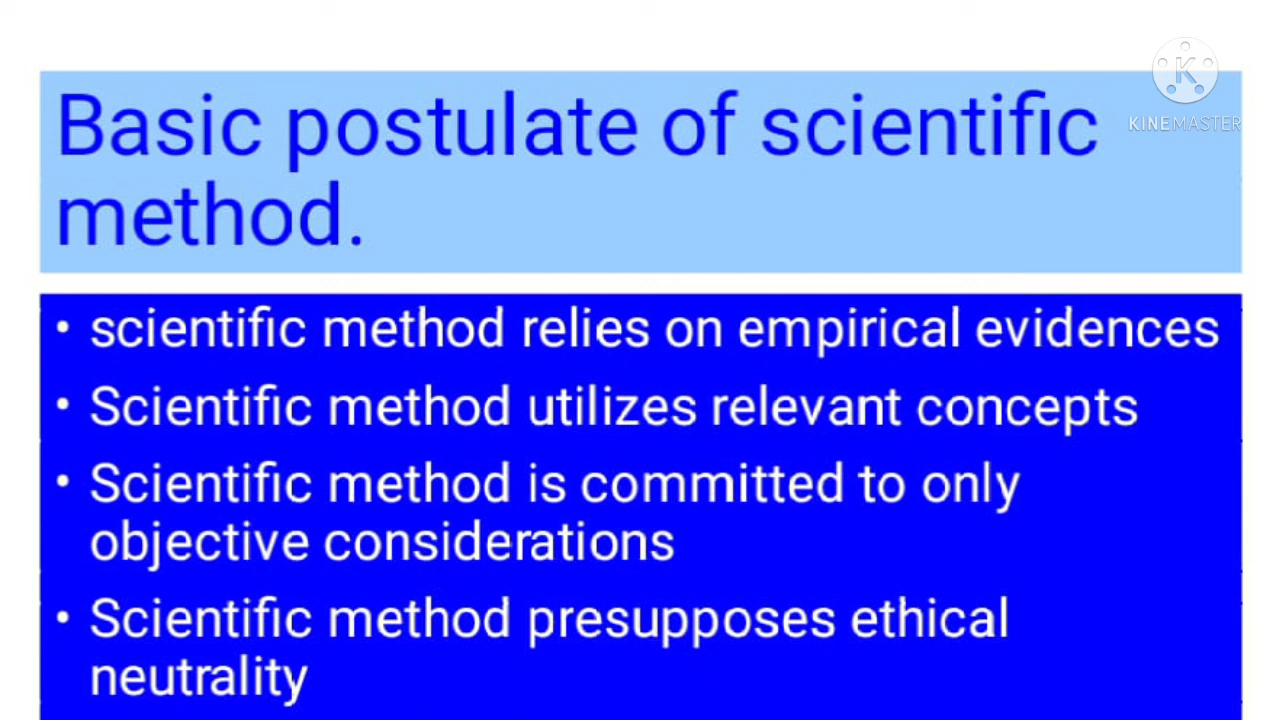 Basic postulate of scientific
method.
KINEMASTER
• scientific method relies on empirical evidences
• Scientific method utilizes relevant concepts
• Scientific method is committed to only
objective considerations
• Scientific method presupposes ethical
neutrality